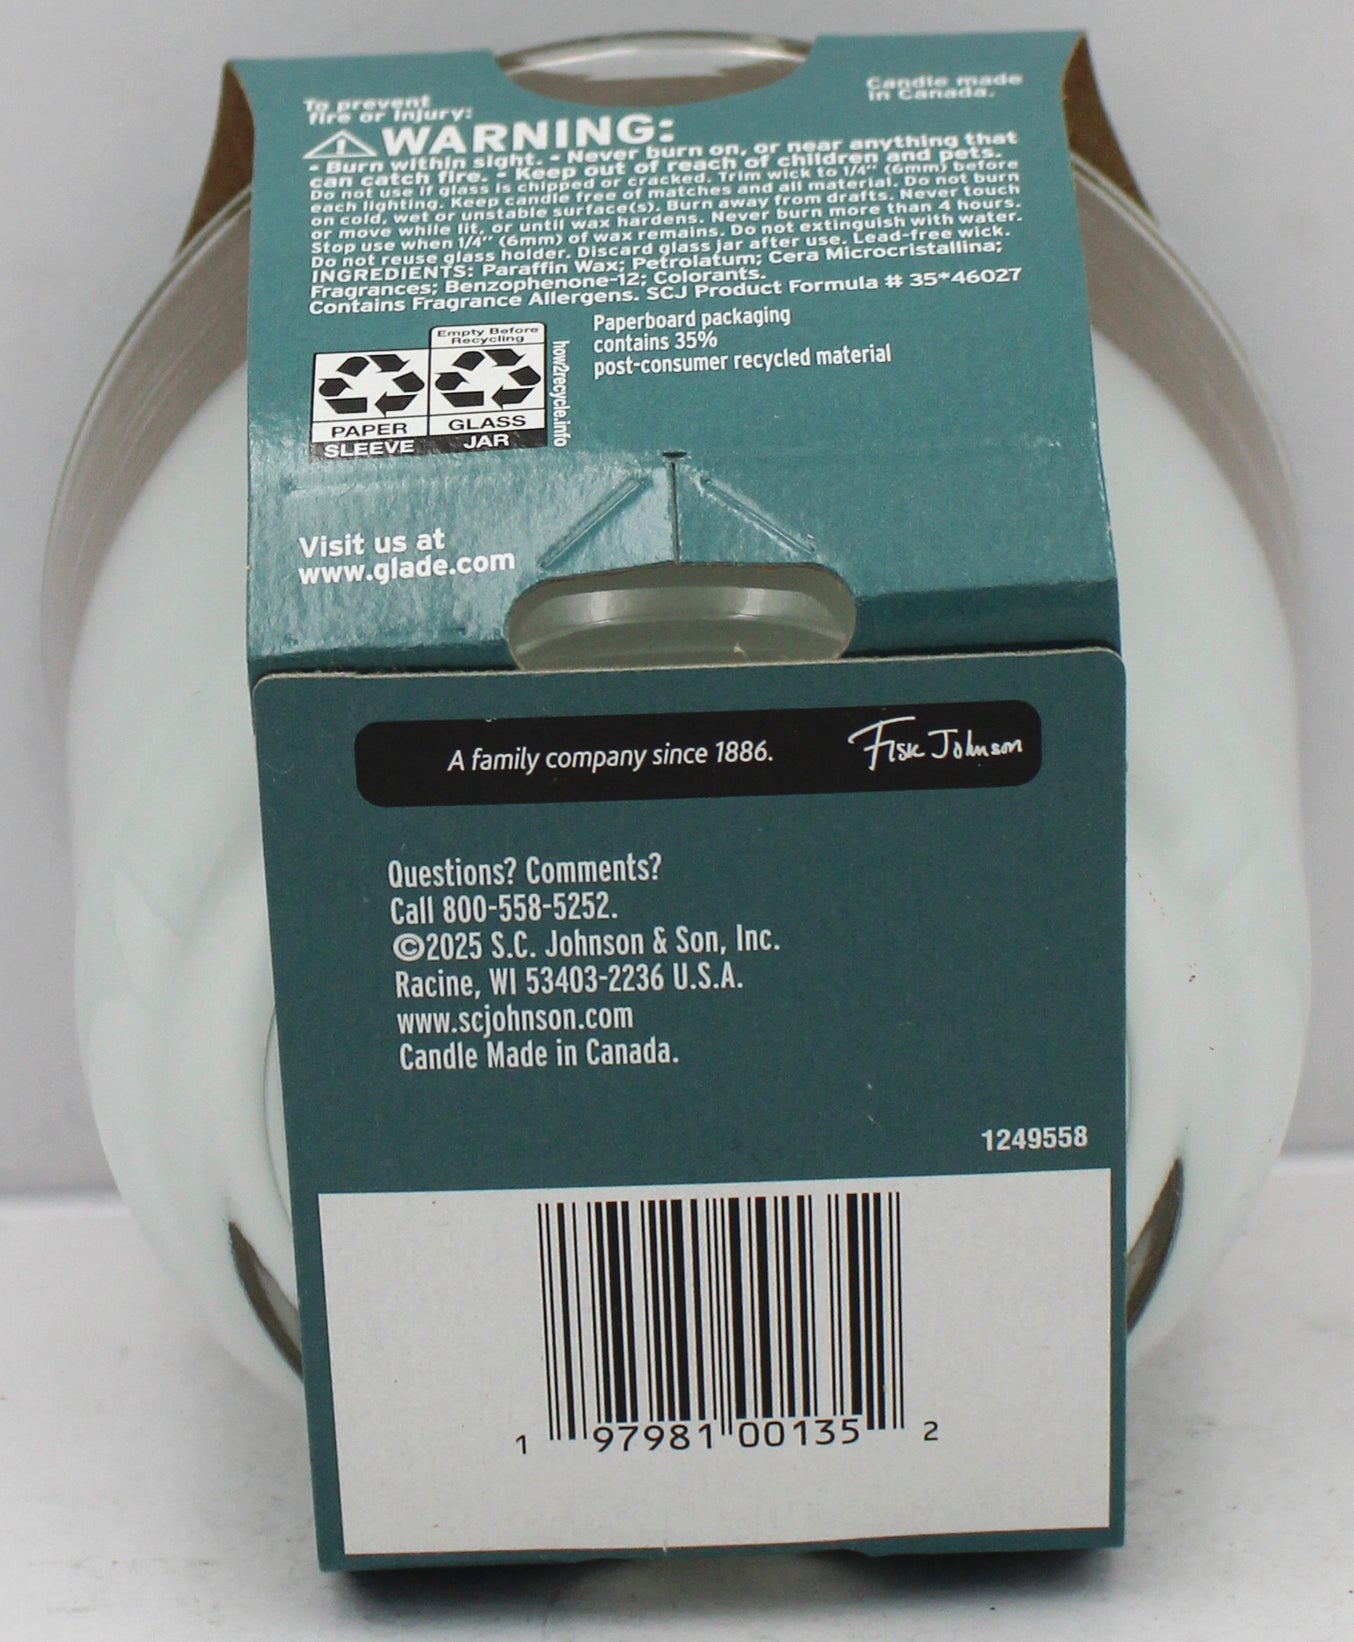 To prevent
fire or injury:
Candle made
in Canada.
WARNING:
- Burn within sight. - Never burn on, or near anything that
can catch fire. - Keep out of reach of children and pets.
Do not use if glass is chipped or cracked. Trim wick to 1/4" (6mm) before
each lighting. Keep candle free of matches and all material. Do not burn
on cold, wet or unstable surface(s). Burn away from drafts. Never touch
or move while lit, or until wax hardens. Never burn more than 4 hours.
Stop use when 1/4" (6mm) of wax remains. Do not extinguish with water.
Do not reuse glass holder. Discard glass jar after use. Lead-free wick.
INGREDIENTS: Paraffin Wax; Petrolatum; Cera Microcristallina;
Fragrances; Benzophenone-12; Colorants.
Contains Fragrance Allergens. SCJ Product Formula # 35*46027
Empty Before
Recycling
PAPER
SLEEVE
GLASS
JAR
how2recycle.info
Paperboard packaging
contains 35%
post-consumer recycled material
Visit us at
www.glade.com
A family company since 1886.
Fisk Johnson
Questions? Comments?
Call 800-558-5252.
©2025 S.C. Johnson & Son, Inc.
Racine, WI 53403-2236 U.S.A.
www.scjohnson.com
Candle Made in Canada.
1249558
1 97981 00135 2